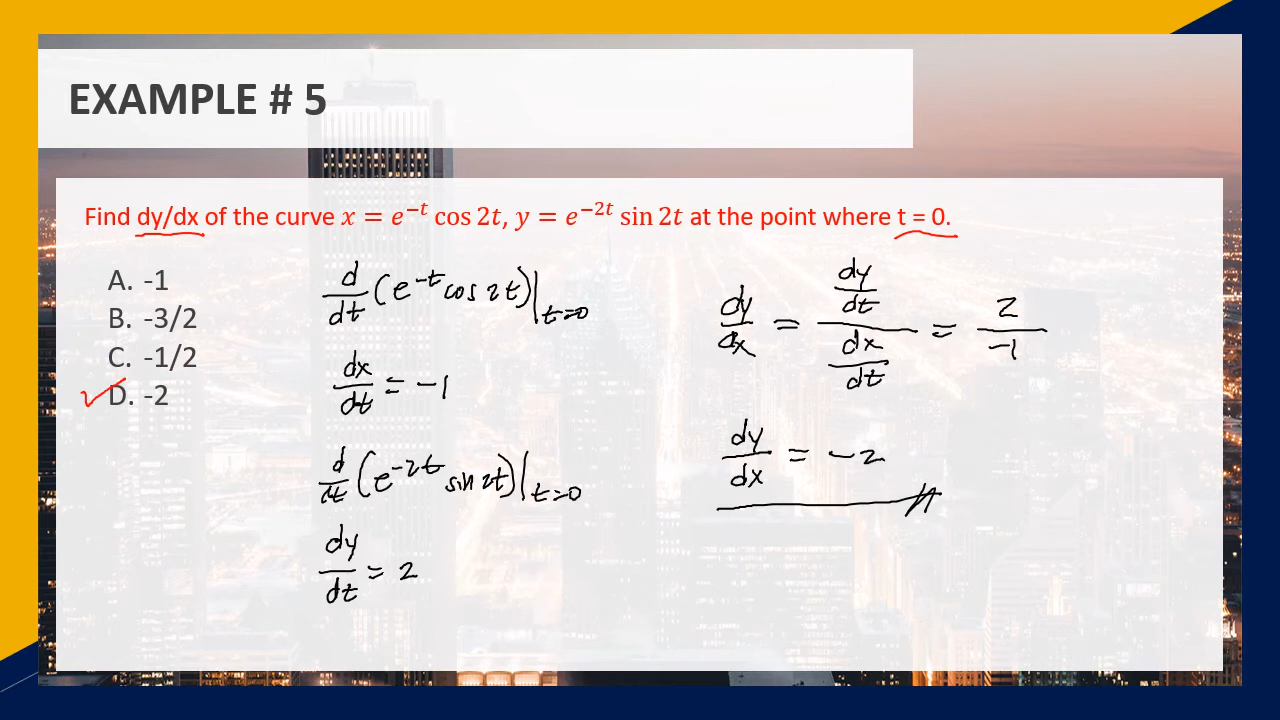 EXAMPLE # 5
Find dy/dx of the curve x = e^{-t} cos 2t, y = e^{-2t} sin 2t at the point where t = 0.
A. -1
B. -3/2
C. -1/2
D. -2
d/dt (e^{-t} cos 2t)|_{t=0}
dx/dt = -1
d/dt (e^{-2t} sin 2t)|_{t=0}
dy/dt = 2
dy/dx = (dy/dt)/(dx/dt) = 2/-1
dy/dx = -2